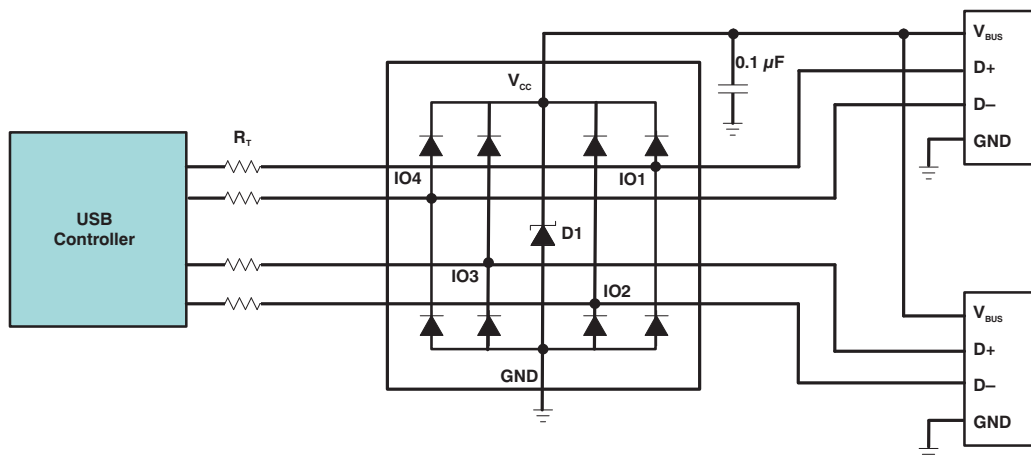 V_BUS
D+
D–
GND
0.1 µF
V_CC
R_T
IO4
IO1
USB
Controller
D1
IO3
IO2
V_BUS
D+
D–
GND
GND